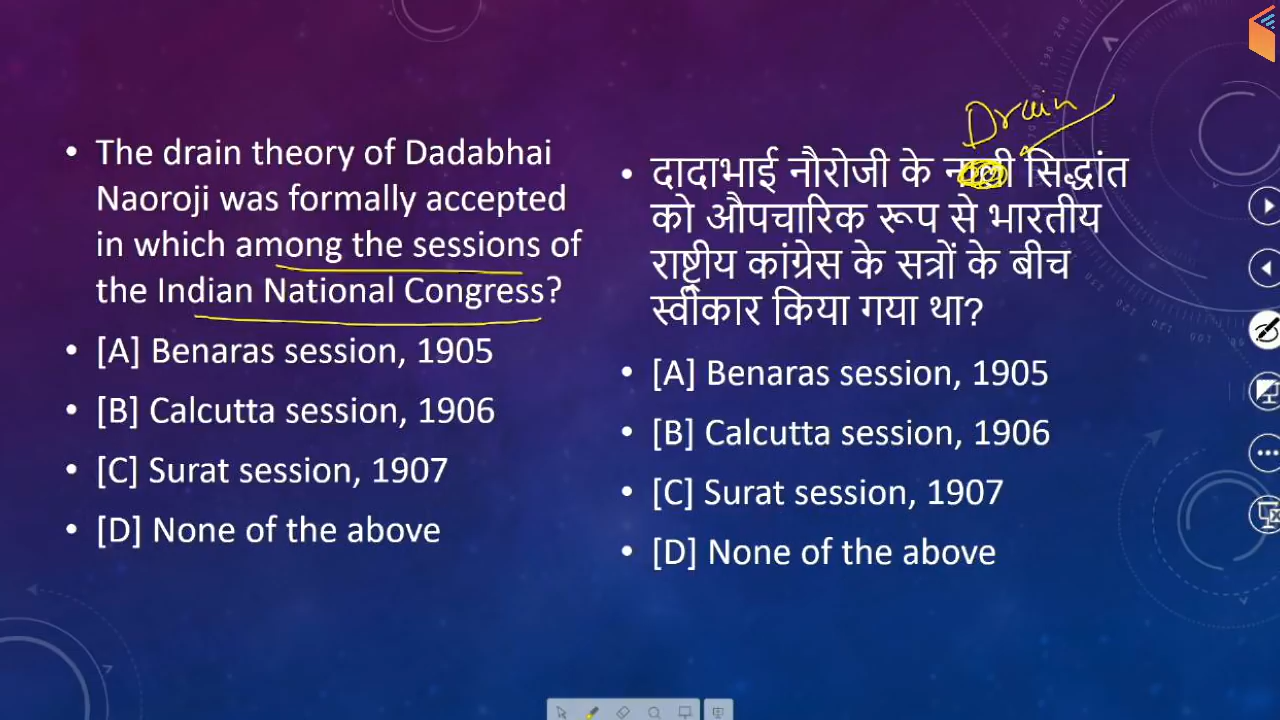 • The drain theory of Dadabhai
Naoroji was formally accepted
in which among the sessions of
the Indian National Congress?
• [A] Benaras session, 1905
• [B] Calcutta session, 1906
• [C] Surat session, 1907
• [D] None of the above
Drain
• दादाभाई नौरोजी के सिद्धांत
को औपचारिक रूप से भारतीय
राष्ट्रीय कांग्रेस के सत्रों के बीच
स्वीकार किया गया था?
• [A] Benaras session, 1905
• [B] Calcutta session, 1906
• [C] Surat session, 1907
• [D] None of the above